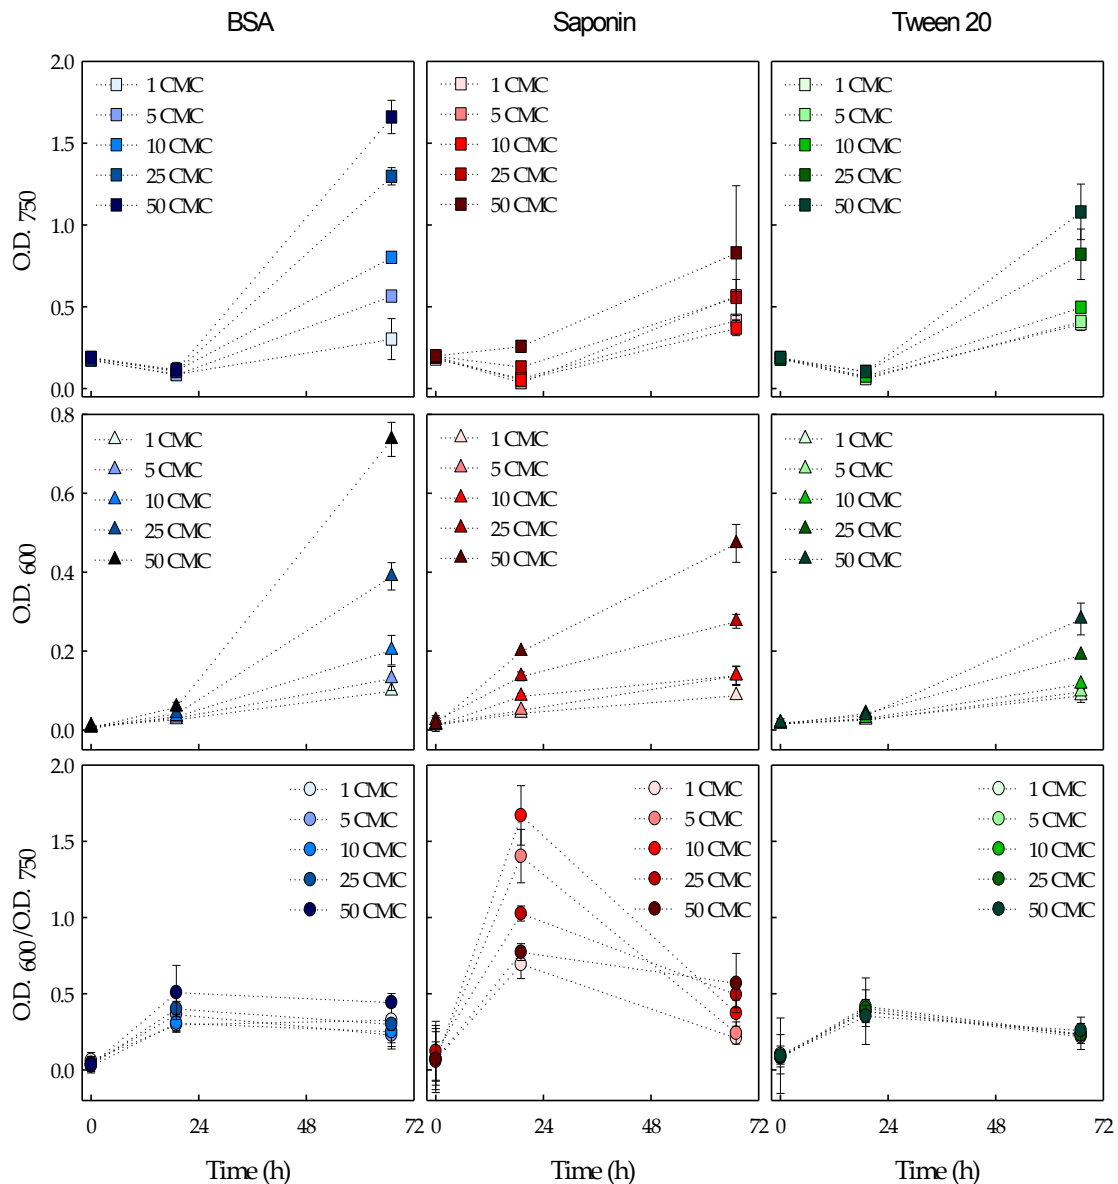 BSA Saponin Tween 20
O.D. 750
2.0
1.5
1.0
0.5
0.0
1 CMC
5 CMC
10 CMC
25 CMC
50 CMC
1 CMC
5 CMC
10 CMC
25 CMC
50 CMC
1 CMC
5 CMC
10 CMC
25 CMC
50 CMC
O.D. 600
0.8
0.6
0.4
0.2
0.0
1 CMC
5 CMC
10 CMC
25 CMC
50 CMC
1 CMC
5 CMC
10 CMC
25 CMC
50 CMC
1 CMC
5 CMC
10 CMC
25 CMC
50 CMC
O.D. 600/O.D. 750
2.0
1.5
1.0
0.5
0.0
1 CMC
5 CMC
10 CMC
25 CMC
50 CMC
1 CMC
5 CMC
10 CMC
25 CMC
50 CMC
1 CMC
5 CMC
10 CMC
25 CMC
50 CMC
0 24 48 72 0 24 48 72 0 24 48 72
Time (h) Time (h) Time (h)